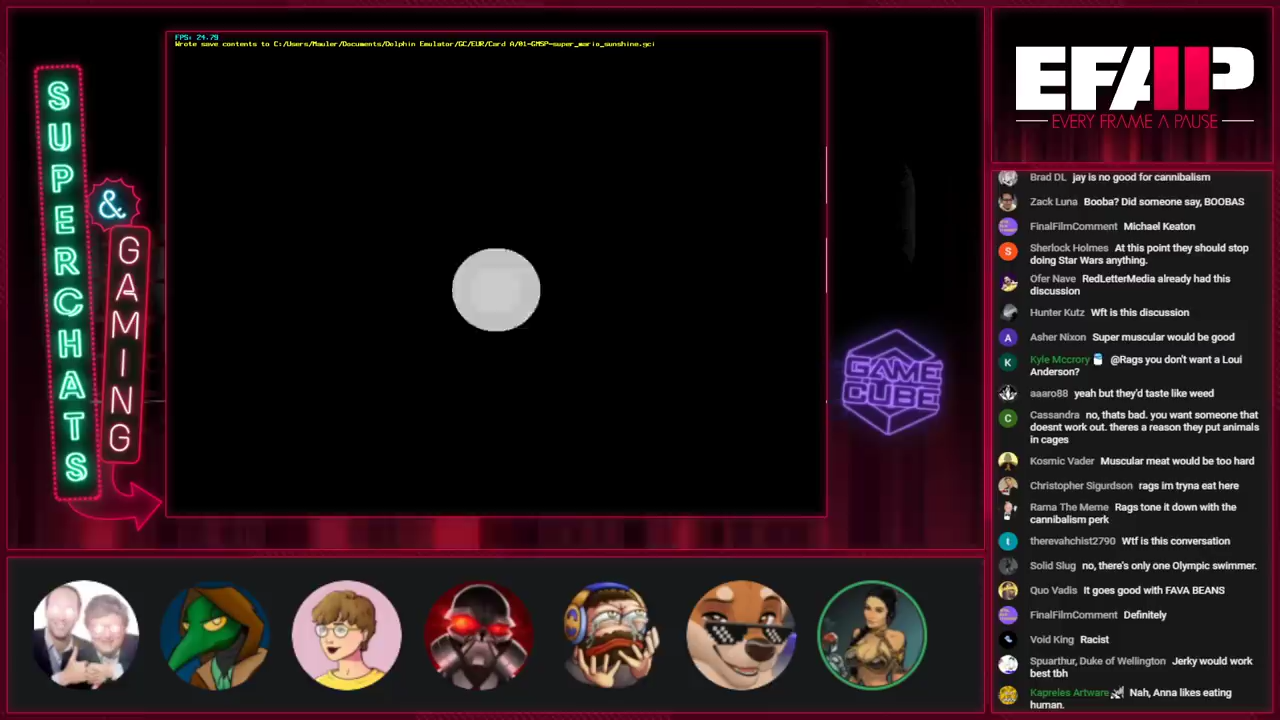 FPS: 24.79
Wrote save contents to C:/Users/Mauler/Documents/Dolphin Emulator/GC/EUR/Card A/01-GMSP-super_mario_sunshine.gci
SUPERCHATS
&
GAMING
GAME
CUBE
EFAP
EVERY FRAME A PAUSE
Brad DL jay is no good for cannibalism
Zack Luna Booba? Did someone say, BOOBAS
FinalFilmComment Michael Keaton
Sherlock Holmes At this point they should stop
doing Star Wars anything.
Ofer Nave RedLetterMedia already had this
discussion
Hunter Kutz Wft is this discussion
Asher Nixon Super muscular would be good
Kyle Mccrory @Rags you don't want a Loui
Anderson?
aaaro88 yeah but they'd taste like weed
Cassandra no, thats bad. you want someone that
doesnt work out. theres a reason they put animals
in cages
Kosmic Vader Muscular meat would be too hard
Christopher Sigurdson rags im tryna eat here
Rama The Meme Rags tone it down with the
cannibalism perk
therevahchist2790 Wtf is this conversation
Solid Slug no, there's only one Olympic swimmer.
Quo Vadis It goes good with FAVA BEANS
FinalFilmComment Definitely
Void King Racist
Spuarthur, Duke of Wellington Jerky would work
best tbh
Kapreles Artware Nah, Anna likes eating
human.